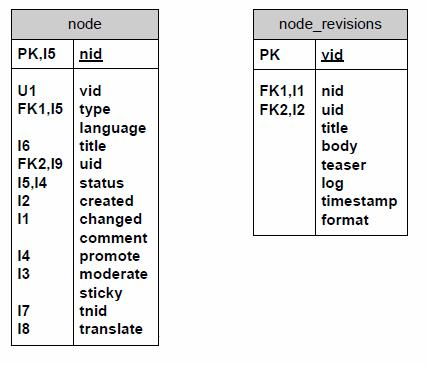 node
PK,I5 nid
U1 vid
FK1,I5 type
language
I6 title
FK2,I9 uid
I5,I4 status
I2 created
I1 changed
comment
I4 promote
I3 moderate
sticky
I7 tnid
I8 translate
node_revisions
PK vid
FK1,I1 nid
FK2,I2 uid
title
body
teaser
log
timestamp
format